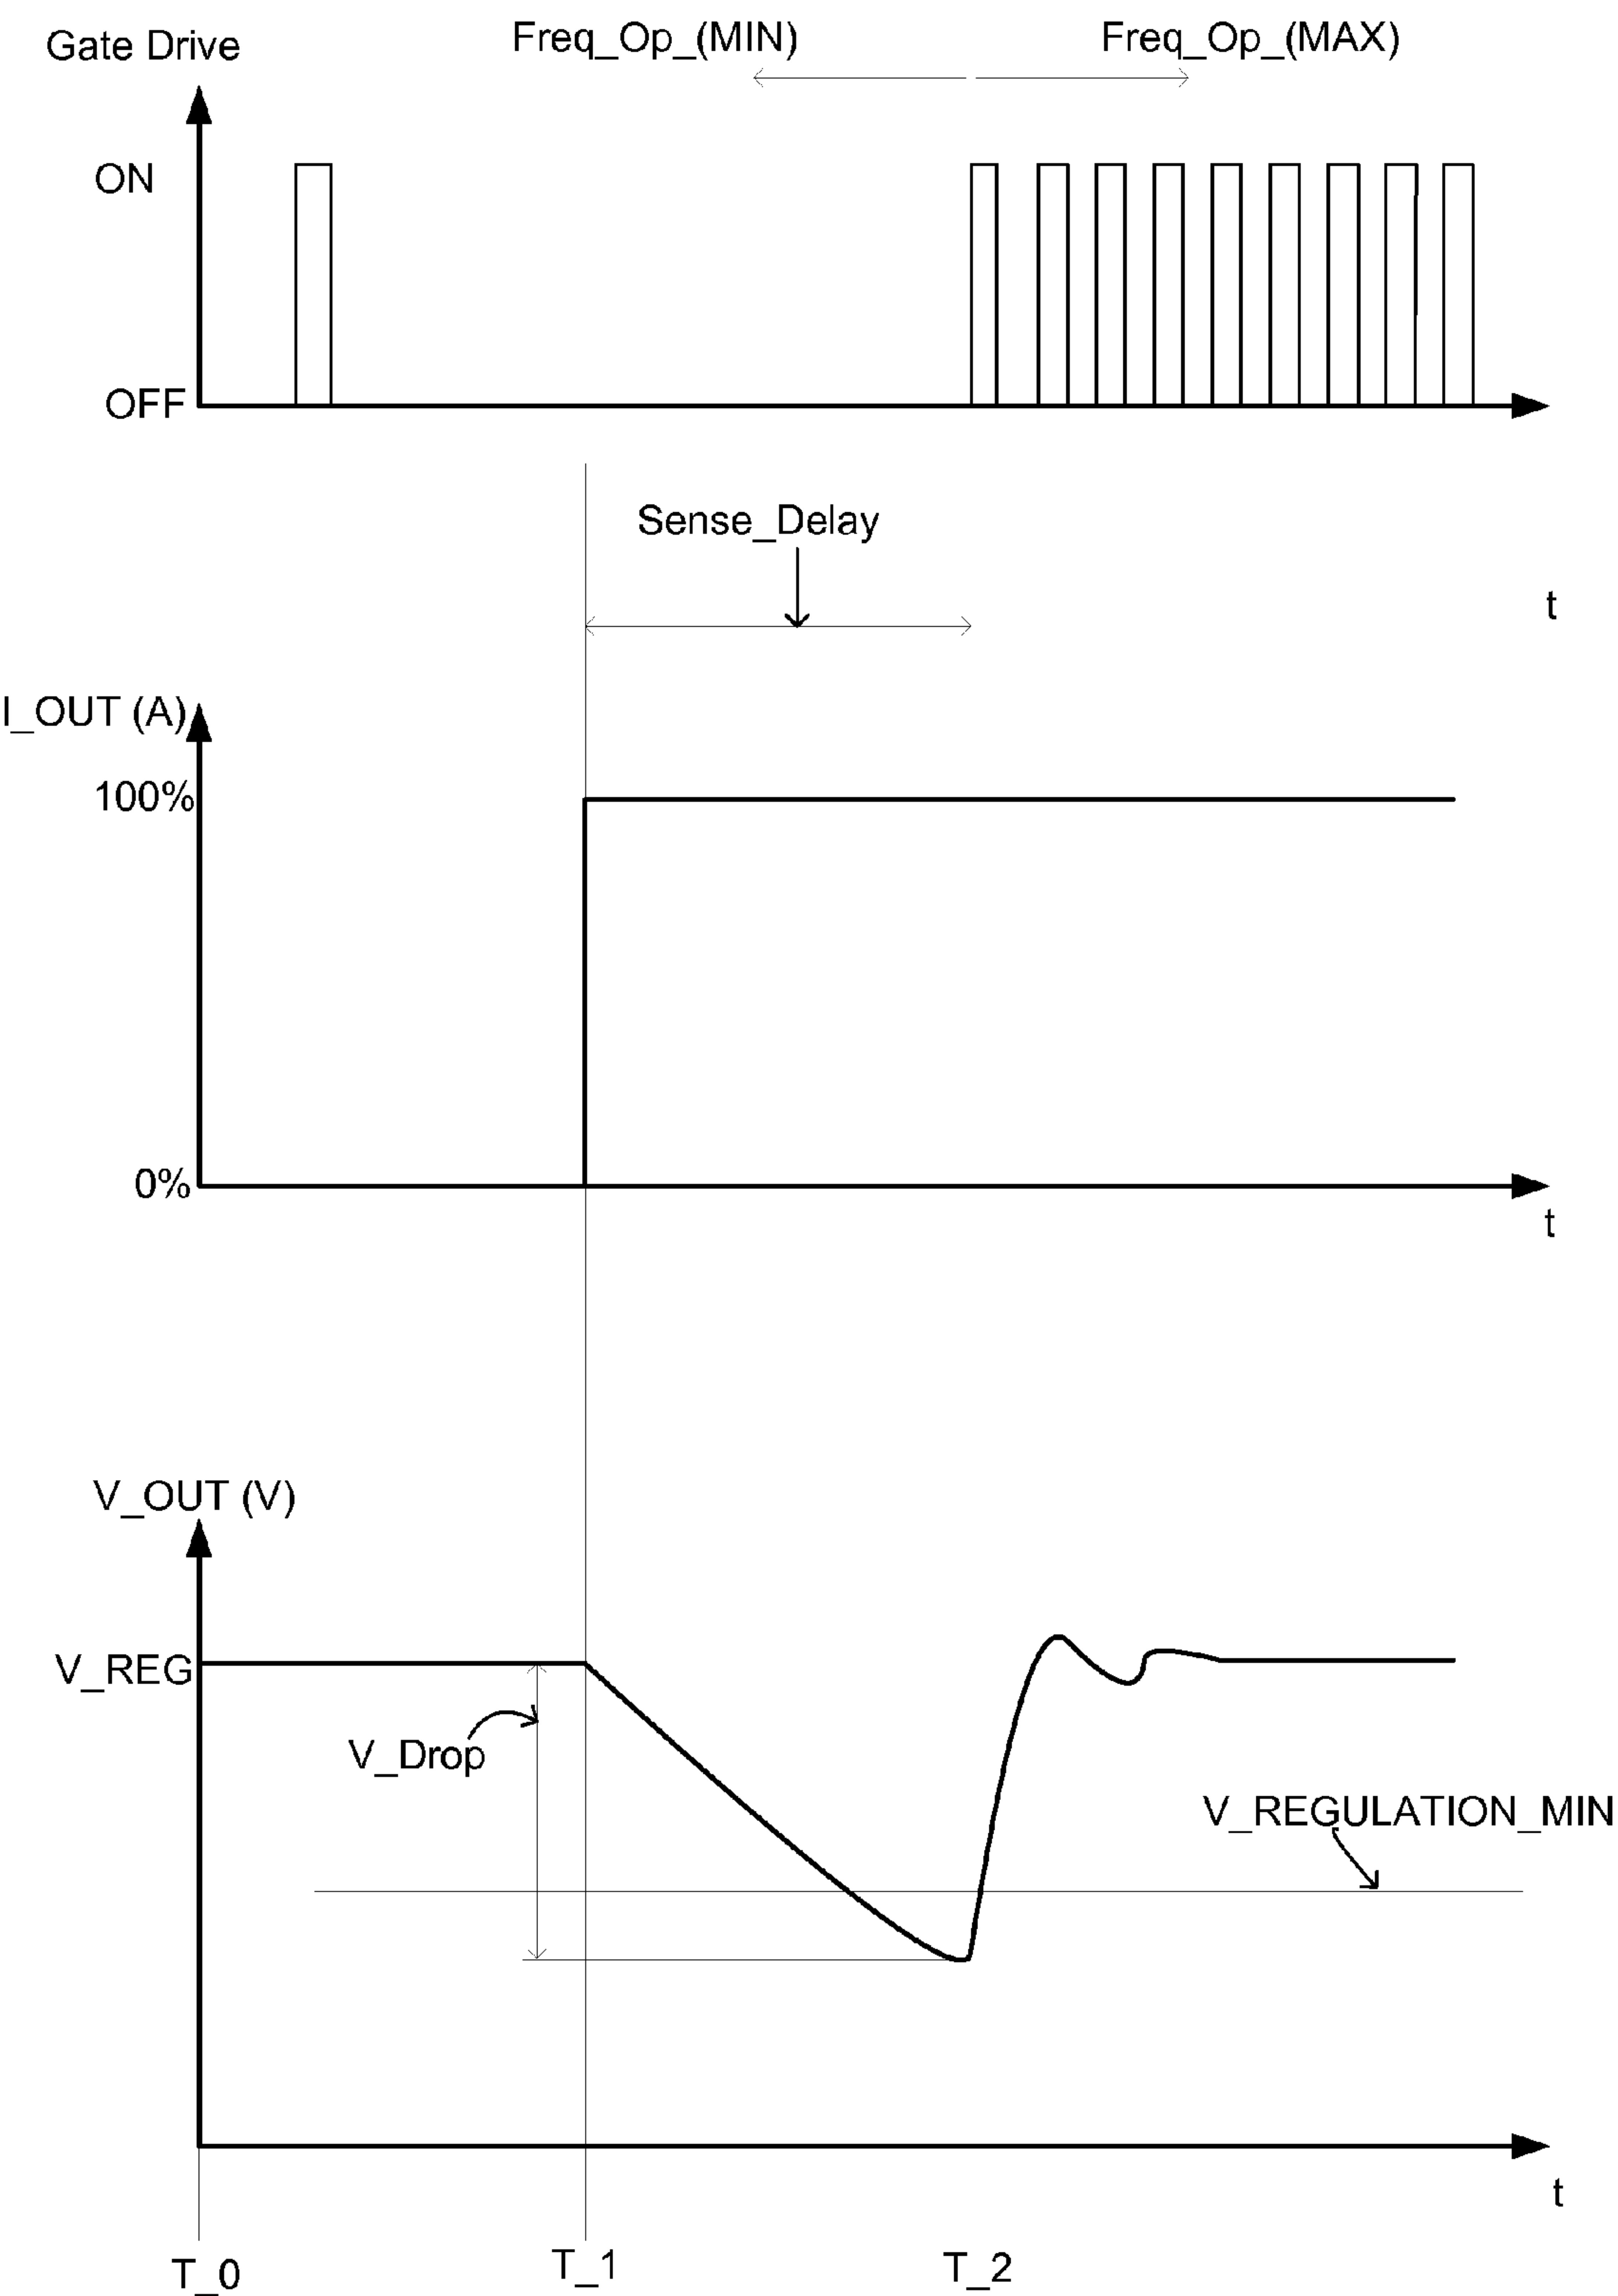 Gate Drive
Freq_Op_(MIN)
Freq_Op_(MAX)
ON
OFF
Sense_Delay
t
I_OUT (A)
100%
0%
t
V_OUT (V)
V_REG
V_Drop
V_REGULATION_MIN
t
T_0
T_1
T_2